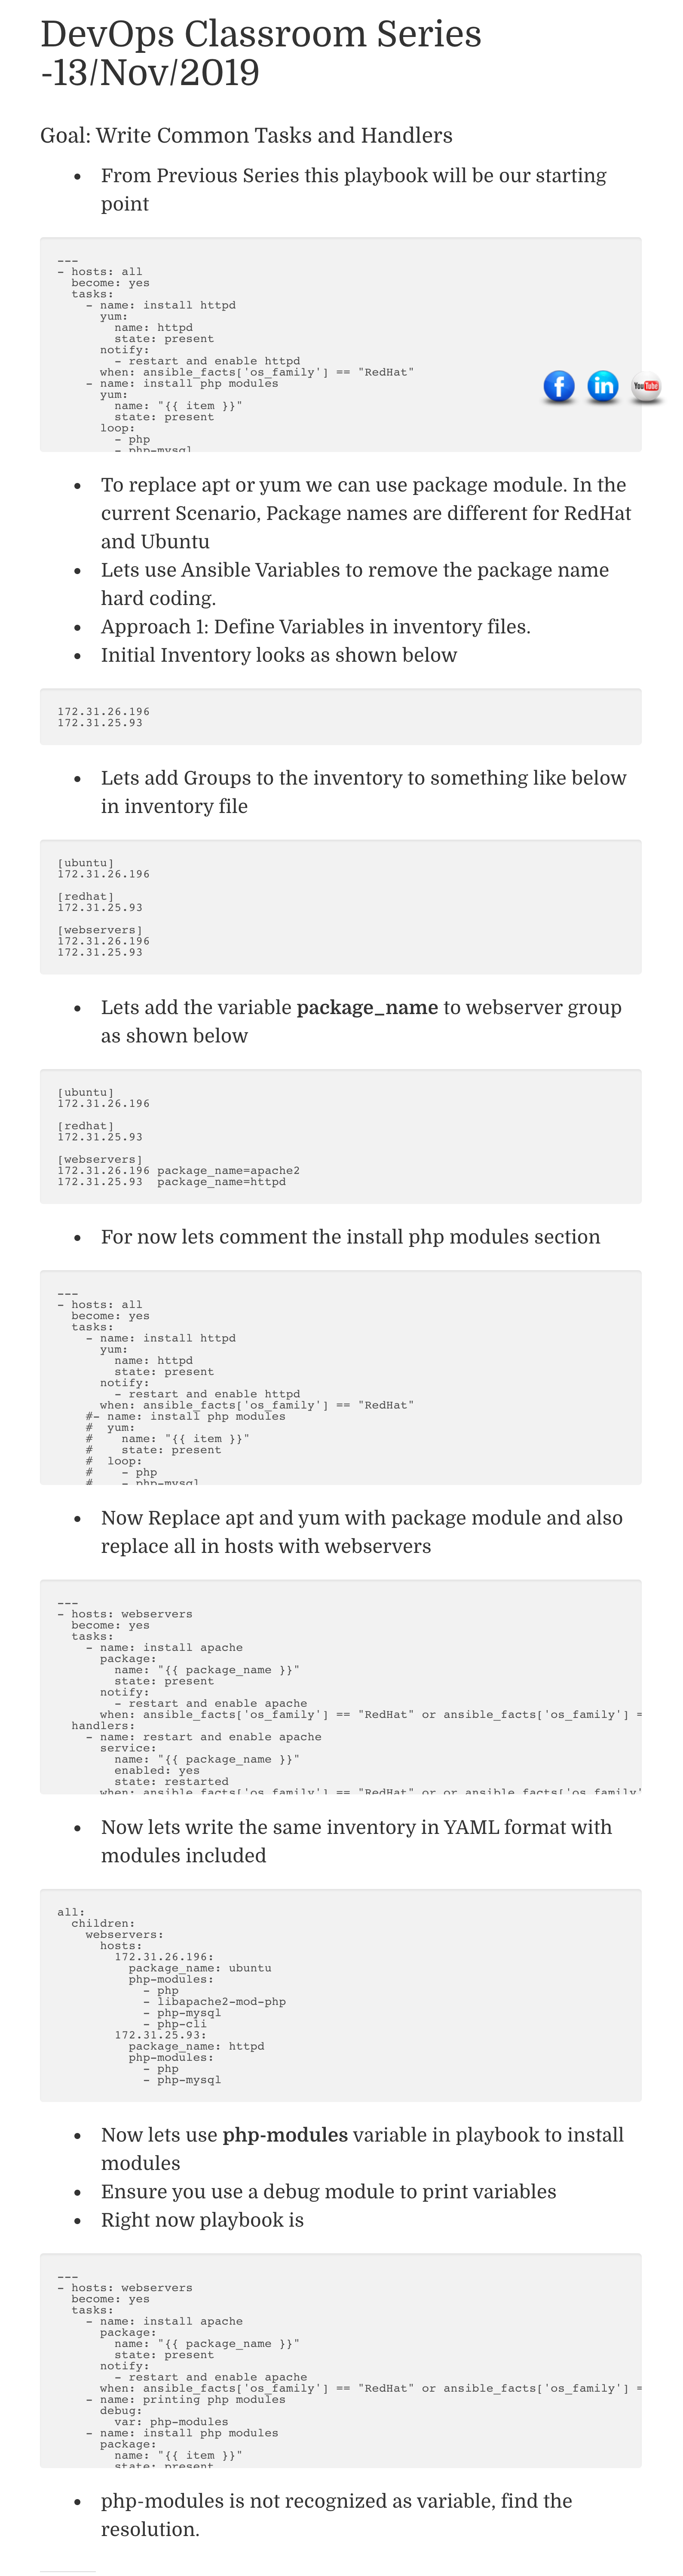 DevOps Classroom Series
-13/Nov/2019
Goal: Write Common Tasks and Handlers
• From Previous Series this playbook will be our starting
point
---
- hosts: all
  become: yes
  tasks:
    - name: install httpd
      yum:
        name: httpd
        state: present
      notify:
        - restart and enable httpd
      when: ansible_facts['os_family'] == "RedHat"
    - name: install php modules
      yum:
        name: "{{ item }}"
        state: present
      loop:
        - php
        - php-mysql
f in YouTube
• To replace apt or yum we can use package module. In the
current Scenario, Package names are different for RedHat
and Ubuntu
• Lets use Ansible Variables to remove the package name
hard coding.
• Approach 1: Define Variables in inventory files.
• Initial Inventory looks as shown below
172.31.26.196
172.31.25.93
• Lets add Groups to the inventory to something like below
in inventory file
[ubuntu]
172.31.26.196
[redhat]
172.31.25.93
[webservers]
172.31.26.196
172.31.25.93
• Lets add the variable package_name to webserver group
as shown below
[ubuntu]
172.31.26.196
[redhat]
172.31.25.93
[webservers]
172.31.26.196 package_name=apache2
172.31.25.93  package_name=httpd
• For now lets comment the install php modules section
---
- hosts: all
  become: yes
  tasks:
    - name: install httpd
      yum:
        name: httpd
        state: present
      notify:
        - restart and enable httpd
      when: ansible_facts['os_family'] == "RedHat"
    #- name: install php modules
    #  yum:
    #    name: "{{ item }}"
    #    state: present
    #  loop:
    #    - php
    #    - php-mysql
• Now Replace apt and yum with package module and also
replace all in hosts with webservers
---
- hosts: webservers
  become: yes
  tasks:
    - name: install apache
      package:
        name: "{{ package_name }}"
        state: present
      notify:
        - restart and enable apache
      when: ansible_facts['os_family'] == "RedHat" or ansible_facts['os_family'] =
  handlers:
    - name: restart and enable apache
      service:
        name: "{{ package_name }}"
        enabled: yes
        state: restarted
      when: ansible_facts['os_family'] == "RedHat" or or ansible_facts['os_family'
• Now lets write the same inventory in YAML format with
modules included
all:
  children:
    webservers:
      hosts:
        172.31.26.196:
          package_name: ubuntu
          php-modules:
            - php
            - libapache2-mod-php
            - php-mysql
            - php-cli
        172.31.25.93:
          package_name: httpd
          php-modules:
            - php
            - php-mysql
• Now lets use php-modules variable in playbook to install
modules
• Ensure you use a debug module to print variables
• Right now playbook is
---
- hosts: webservers
  become: yes
  tasks:
    - name: install apache
      package:
        name: "{{ package_name }}"
        state: present
      notify:
        - restart and enable apache
      when: ansible_facts['os_family'] == "RedHat" or ansible_facts['os_family'] =
    - name: printing php modules
      debug:
        var: php-modules
    - name: install php modules
      package:
        name: "{{ item }}"
        state: present
• php-modules is not recognized as variable, find the
resolution.